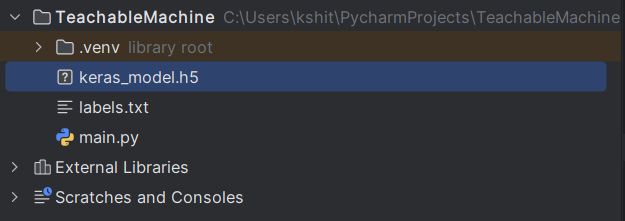 TeachableMachine C:\Users\kshit\PycharmProjects\TeachableMachine
.venv library root
keras_model.h5
labels.txt
main.py
External Libraries
Scratches and Consoles